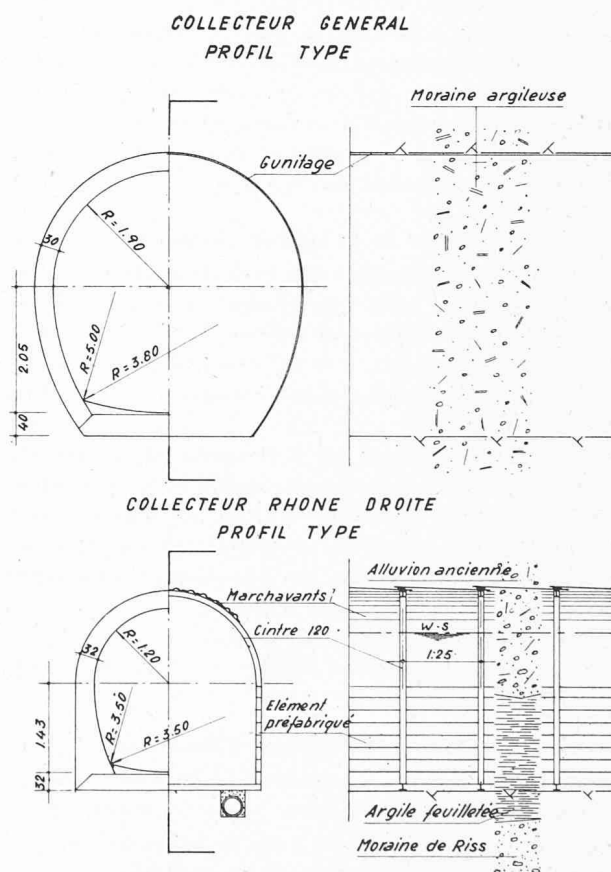 COLLECTEUR GENERAL
PROFIL TYPE
Moraine argileuse
Gunitage
R=1.90
30
R=5.00
R=3.80
2.05
40
COLLECTEUR RHONE DROITE
PROFIL TYPE
Alluvion ancienne
Marchavants
Cintre 120
W-S
1:25
R=1.20
32
R=3.50
R=3.50
Elément
préfabriqué
1.43
32
Argile feuilletée
Moraine de Riss